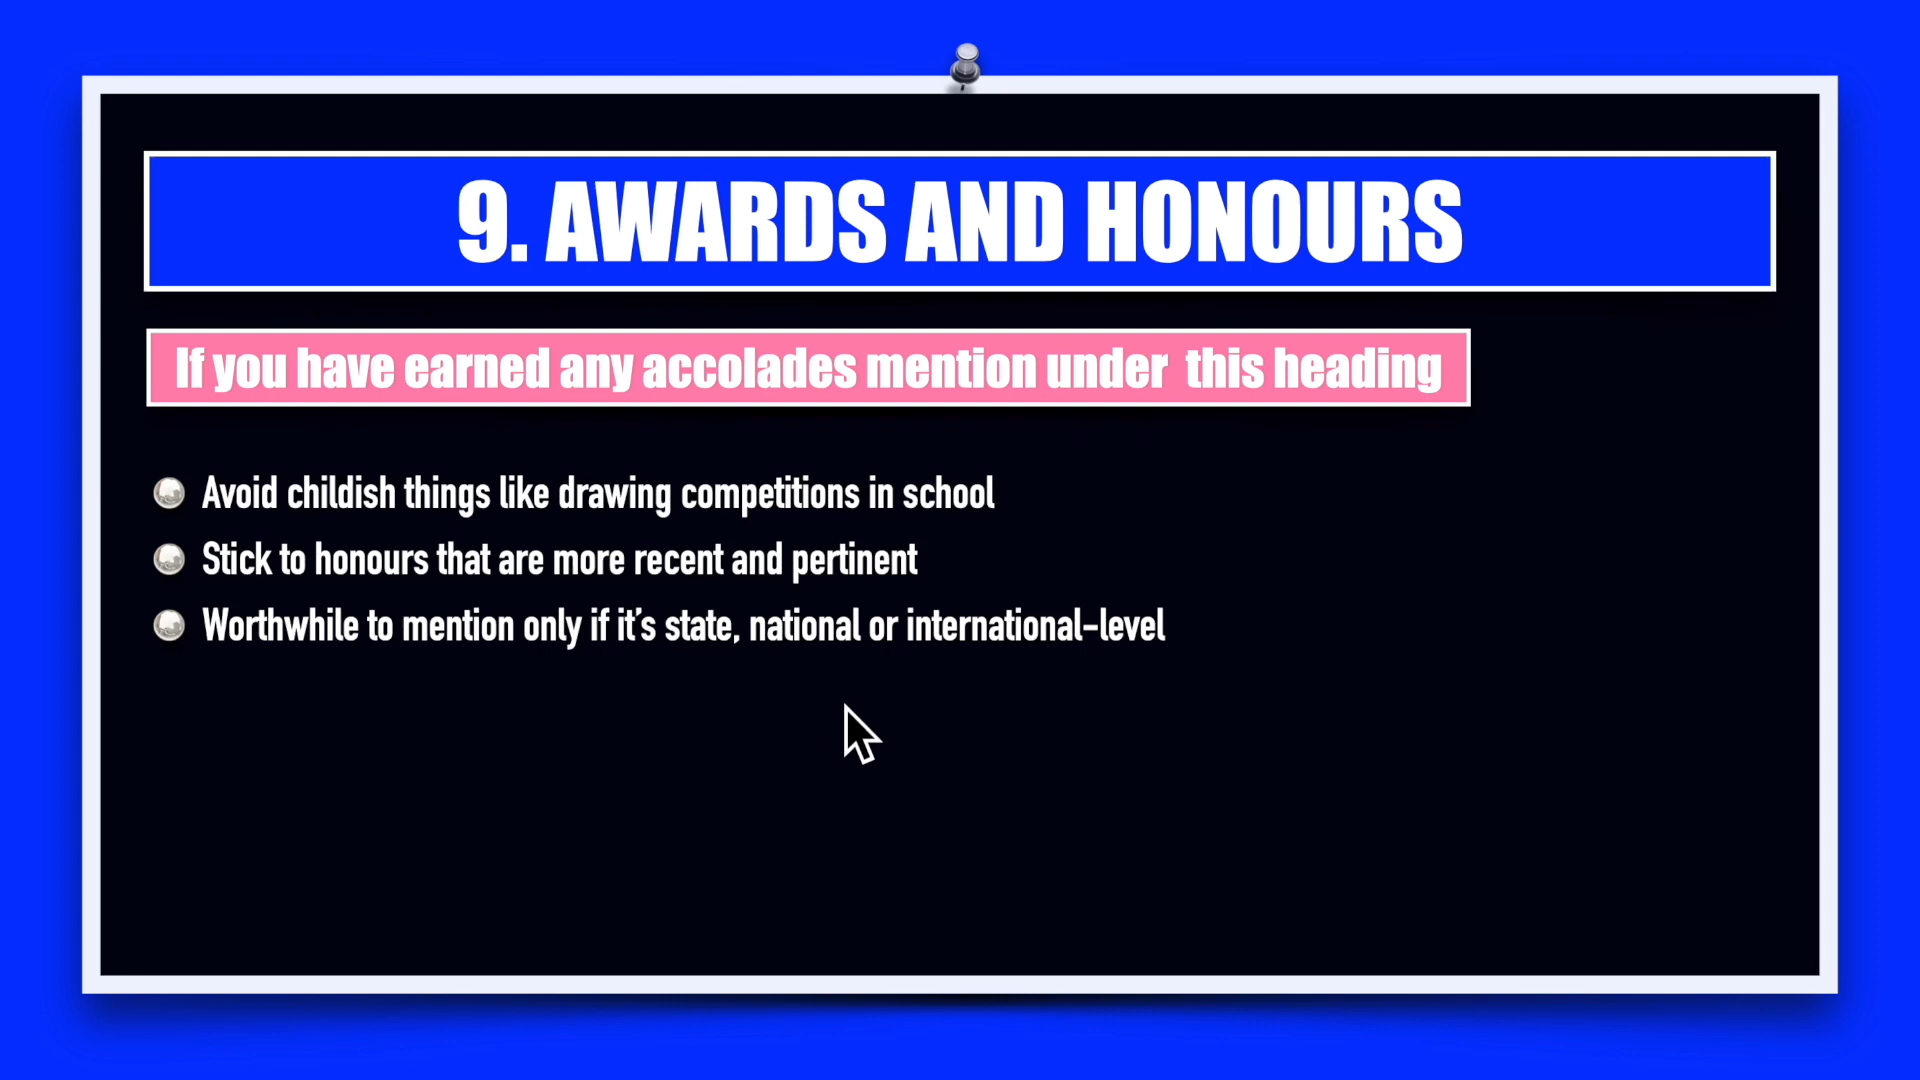 9. AWARDS AND HONOURS
If you have earned any accolades mention under this heading
Avoid childish things like drawing competitions in school
Stick to honours that are more recent and pertinent
Worthwhile to mention only if it’s state, national or international-level